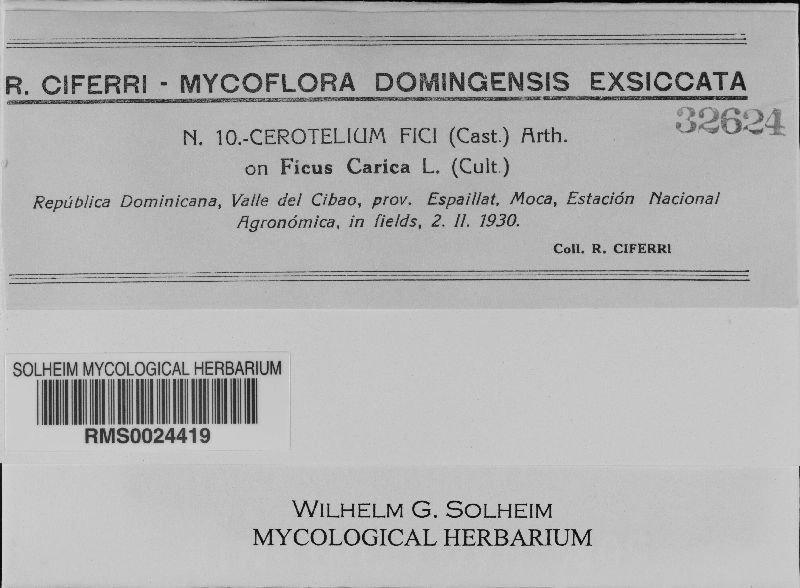 R. CIFERRI - MYCOFLORA DOMINGENSIS EXSICCATA
32624
N. 10.-CEROTELIUM FICI (Cast.) Arth.
on Ficus Carica L. (Cult.)
República Dominicana, Valle del Cibao, prov. Espaillat, Moca, Estación Nacional
Agronómica, in fields, 2. II. 1930.
Coll. R. CIFERRI
SOLHEIM MYCOLOGICAL HERBARIUM
RMS0024419
WILHELM G. SOLHEIM
MYCOLOGICAL HERBARIUM